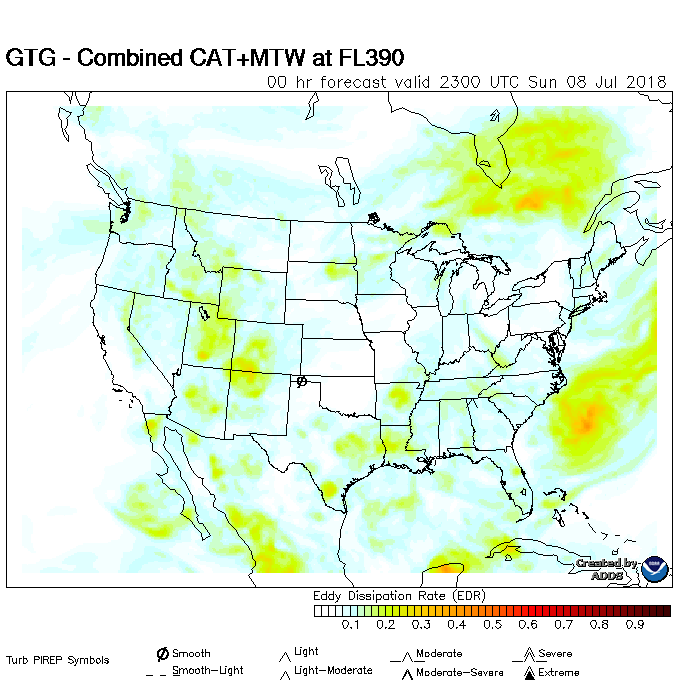 GTG - Combined CAT+MTW at FL390
00 hr forecast valid 2300 UTC Sun 08 Jul 2018
Created by
ADDS
Eddy Dissipation Rate (EDR)
0.1 0.2 0.3 0.4 0.5 0.6 0.7 0.8 0.9
Turb PIREP Symbols
Smooth Light Moderate Severe
Smooth-Light Light-Moderate Moderate-Severe Extreme